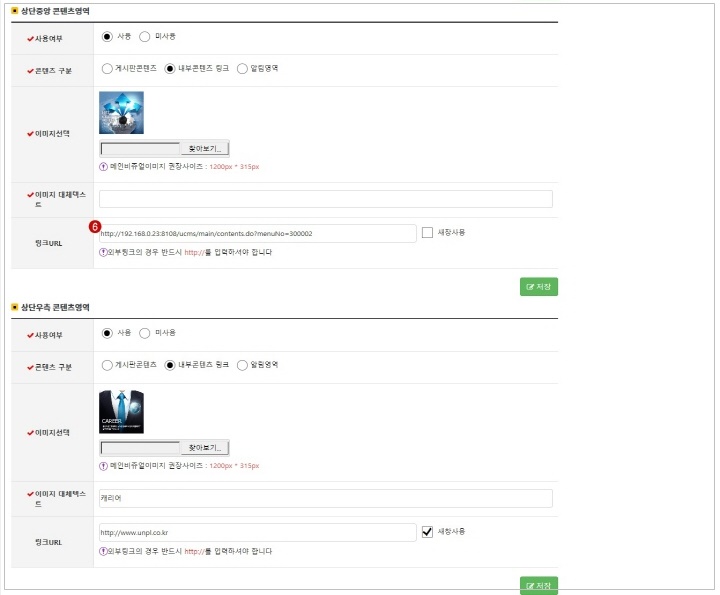 상단중앙 콘텐츠영역
사용여부 사용 미사용
콘텐츠 구분 게시판콘텐츠 내부콘텐츠 링크 알림영역
이미지선택
찾아보기...
메인비쥬얼이미지 권장사이즈 : 1200px * 315px
이미지 대체텍스
트
6
링크URL http://192.168.0.23:8108/ucms/main/contents.do?menuNo=300002 새창사용
외부링크의 경우 반드시 http://를 입력하셔야 합니다
저장
상단우측 콘텐츠영역
사용여부 사용 미사용
콘텐츠 구분 게시판콘텐츠 내부콘텐츠 링크 알림영역
CAREER
이미지선택
찾아보기...
메인비쥬얼이미지 권장사이즈 : 1200px * 315px
이미지 대체텍스
트
캐리어
링크URL http://www.unpl.co.kr 새창사용
외부링크의 경우 반드시 http://를 입력하셔야 합니다
저장